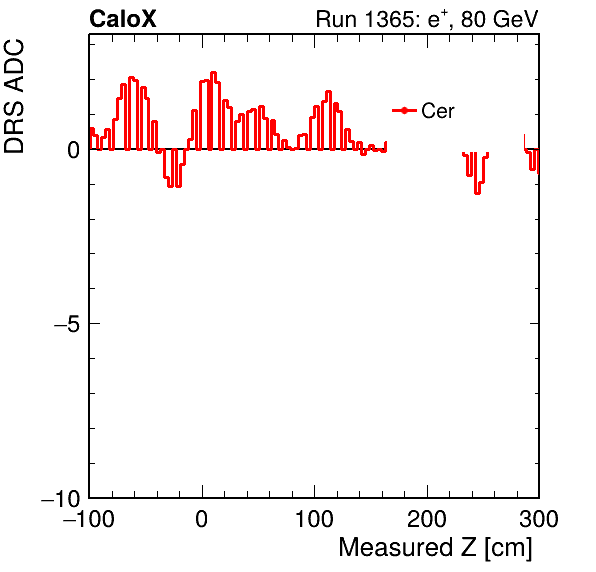 CaloX Run 1365: e+, 80 GeV
DRS ADC
Cer
0
−5
−10
−100 0 100 200 300
Measured Z [cm]